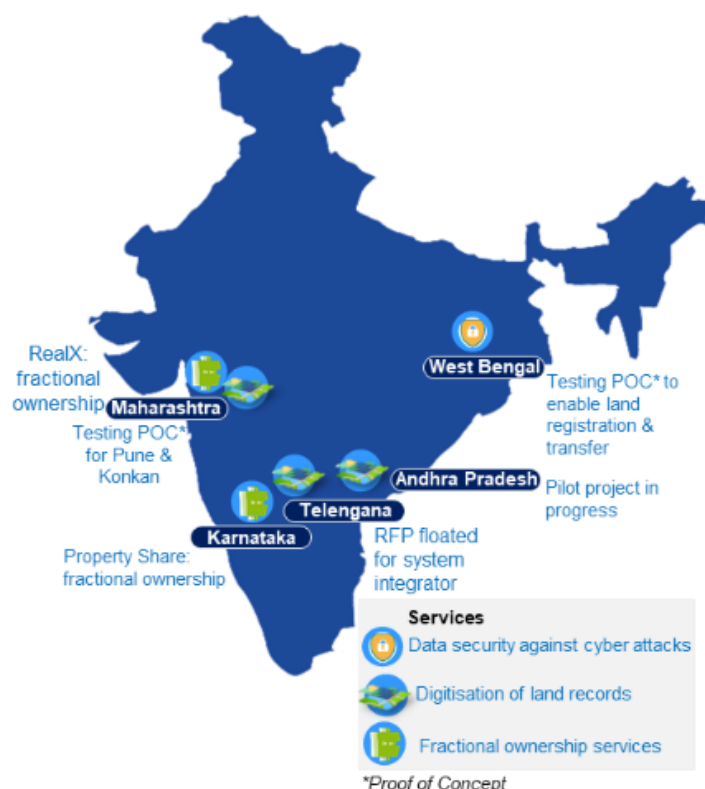 RealX:
fractional
ownership
Maharashtra
Testing POC*
for Pune &
Konkan
West Bengal
Testing POC* to
enable land
registration &
transfer
Andhra Pradesh
Pilot project in
progress
Telengana
RFP floated
for system
integrator
Karnataka
Property Share:
fractional ownership
Services
Data security against cyber attacks
Digitisation of land records
Fractional ownership services
*Proof of Concept